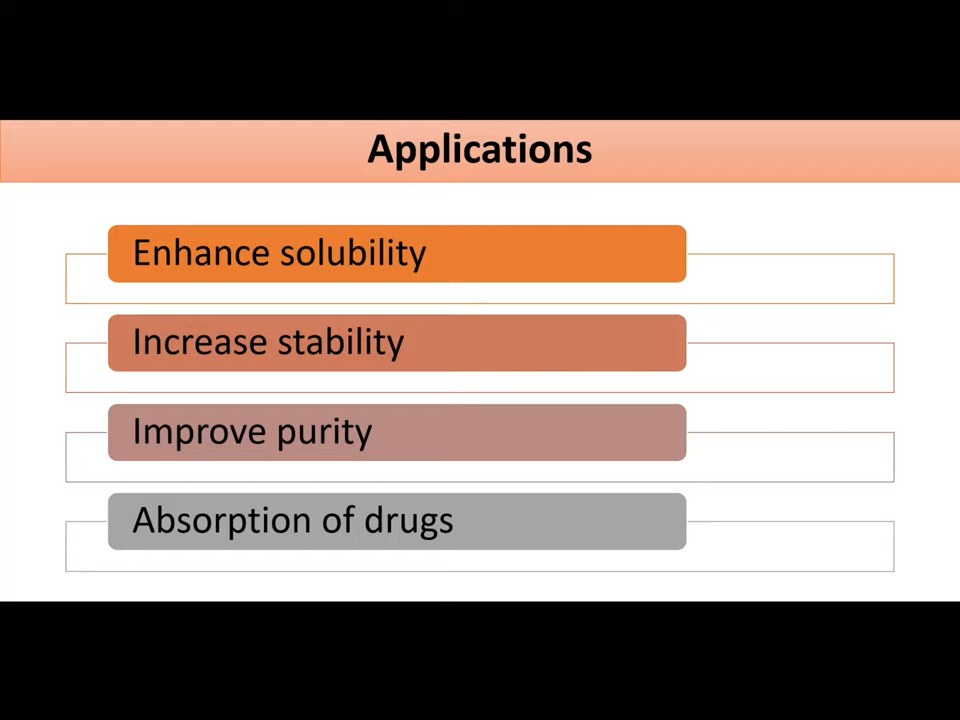 Applications
Enhance solubility
Increase stability
Improve purity
Absorption of drugs